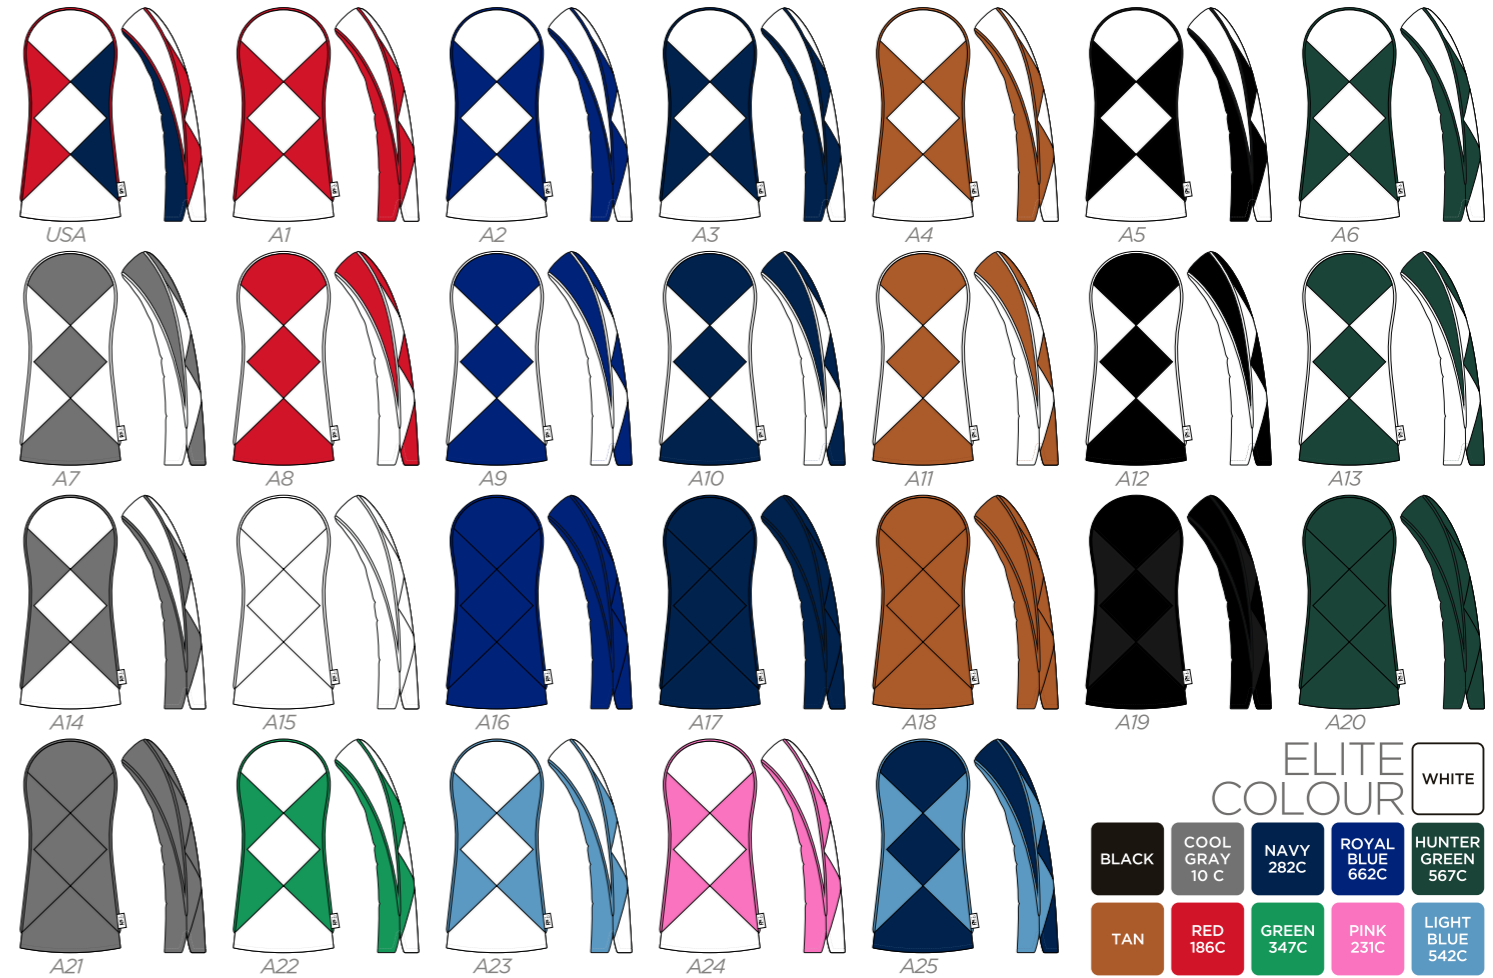 USA
A1
A2
A3
A4
A5
A6
A7
A8
A9
A10
A11
A12
A13
A14
A15
A16
A17
A18
A19
A20
A21
A22
A23
A24
A25
ELITE
COLOUR
WHITE
BLACK
COOL
GRAY
10 C
NAVY
282C
ROYAL
BLUE
662C
HUNTER
GREEN
567C
TAN
RED
186C
GREEN
347C
PINK
231C
LIGHT
BLUE
542C